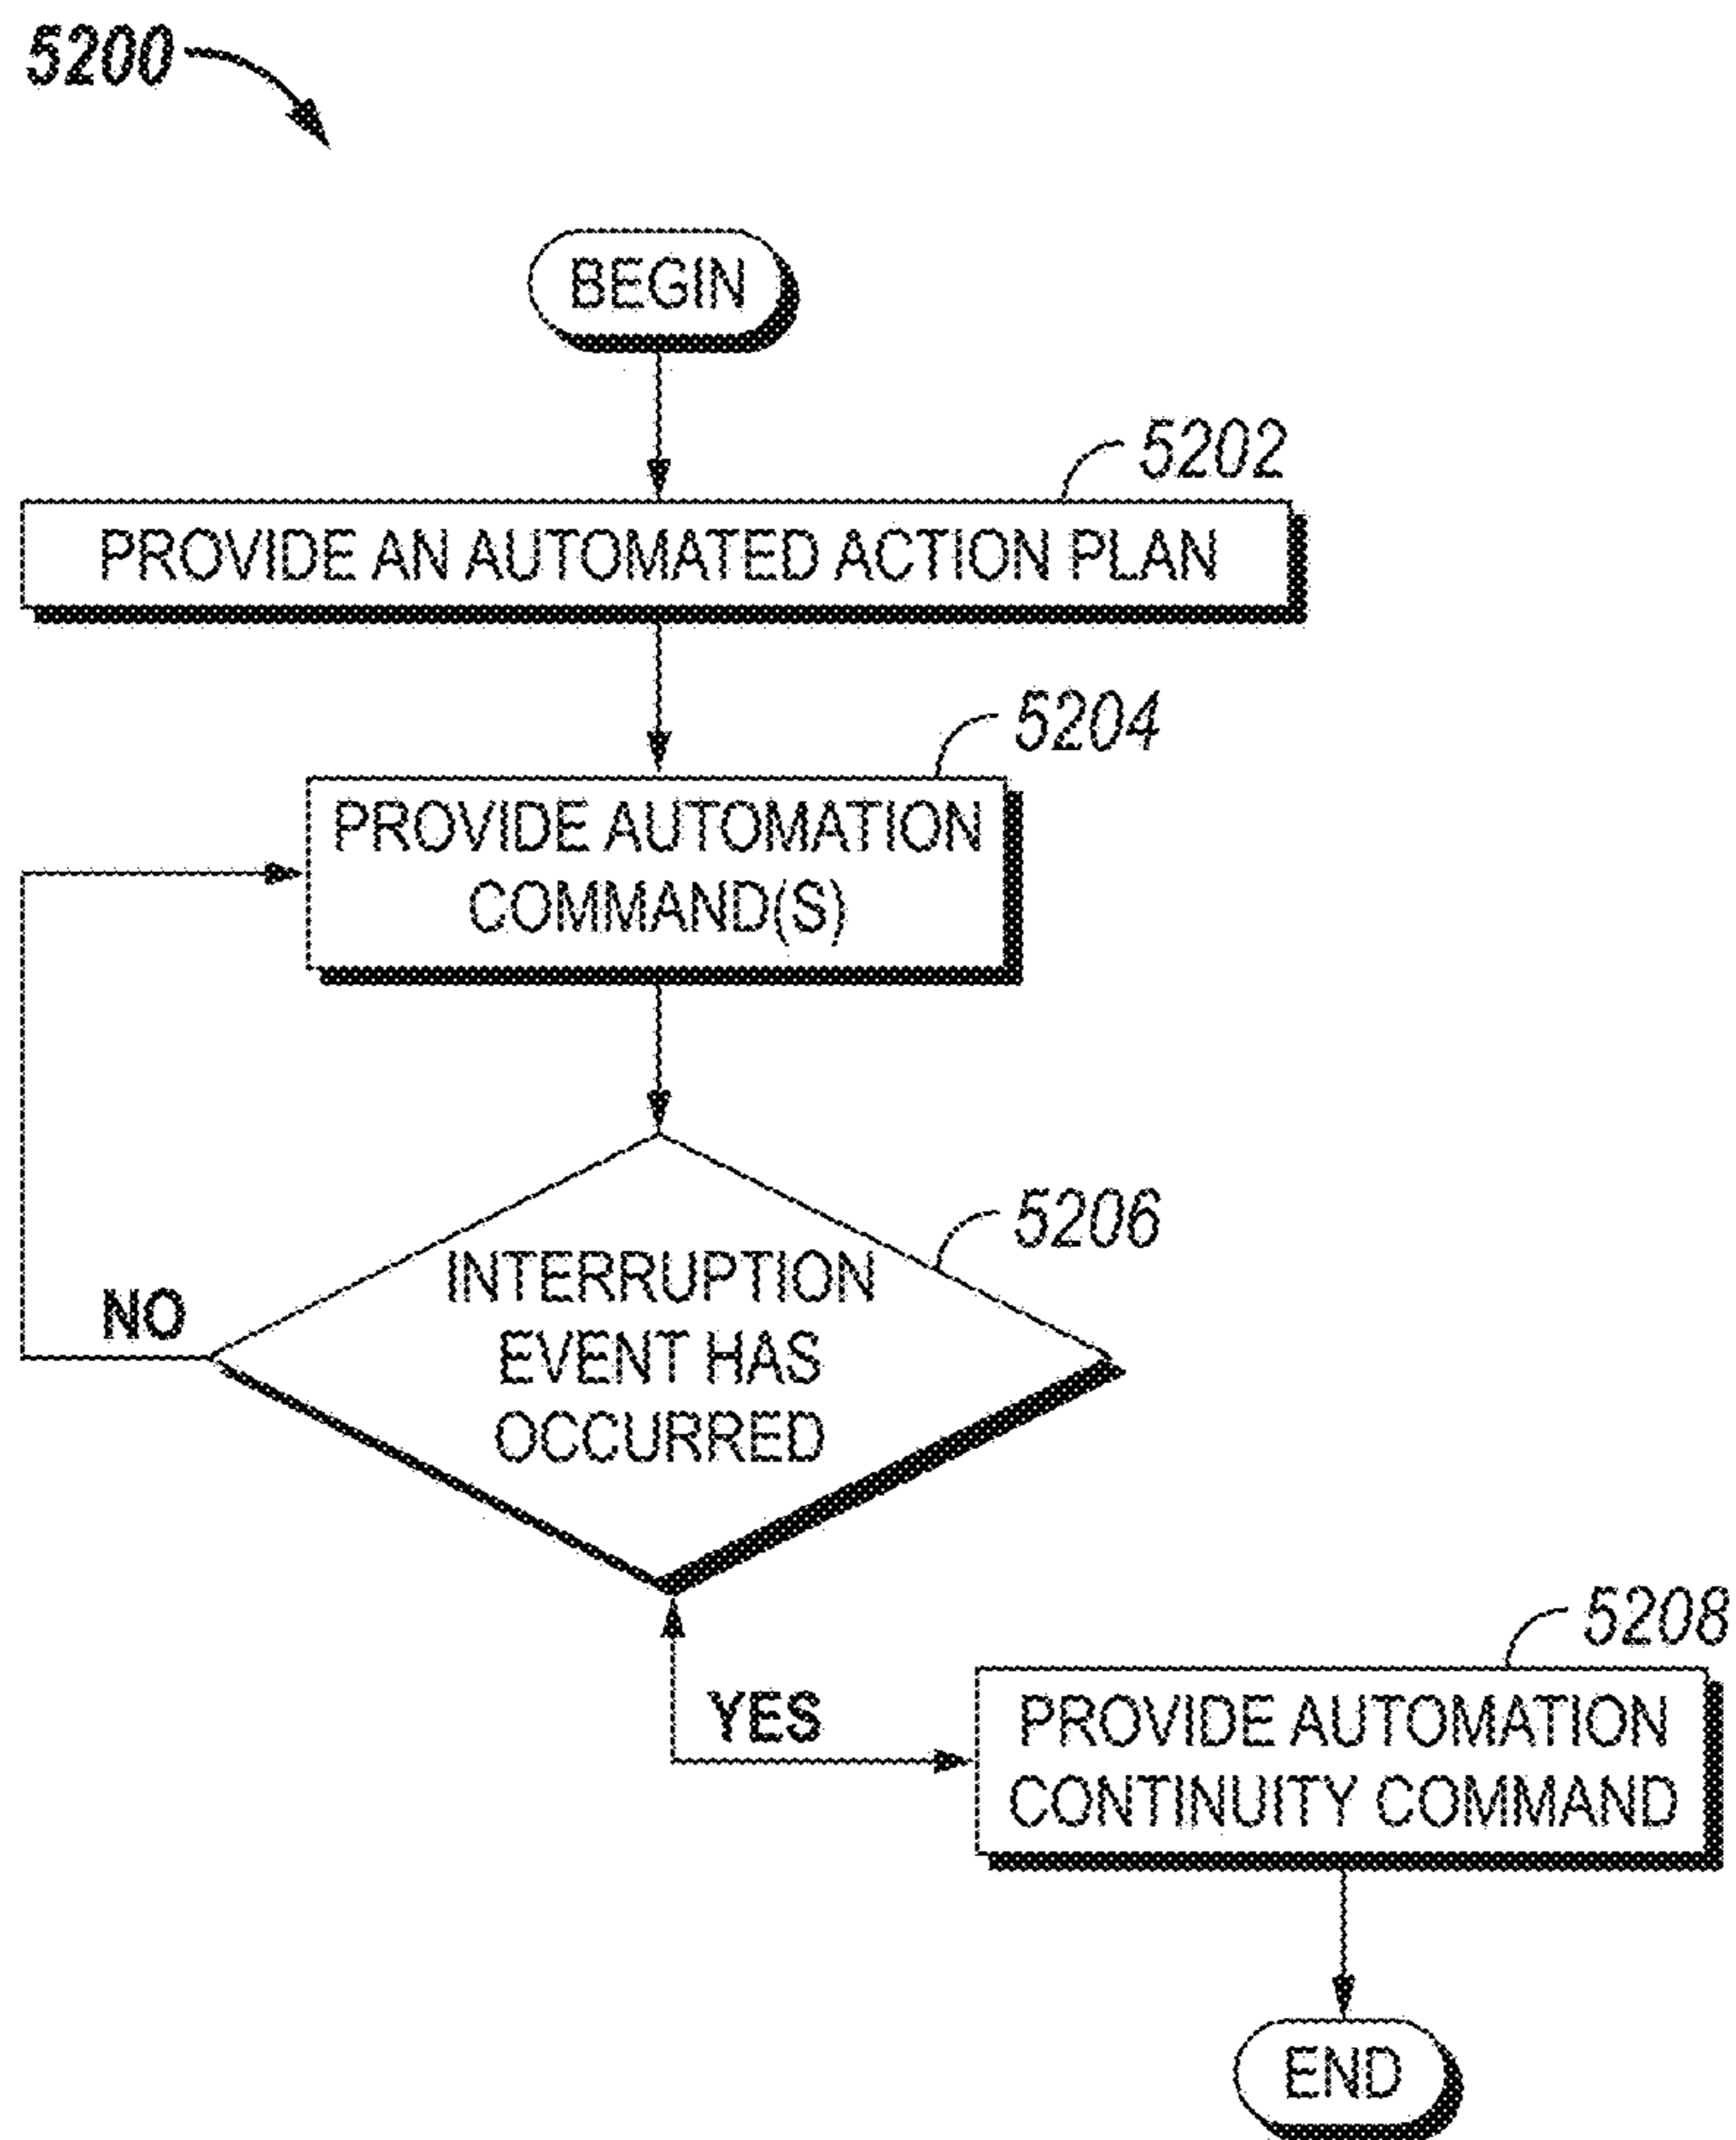 5200
BEGIN
5202
PROVIDE AN AUTOMATED ACTION PLAN
5204
PROVIDE AUTOMATION
COMMAND(S)
5206
INTERRUPTION
EVENT HAS
OCCURRED
NO
YES
5208
PROVIDE AUTOMATION
CONTINUITY COMMAND
END